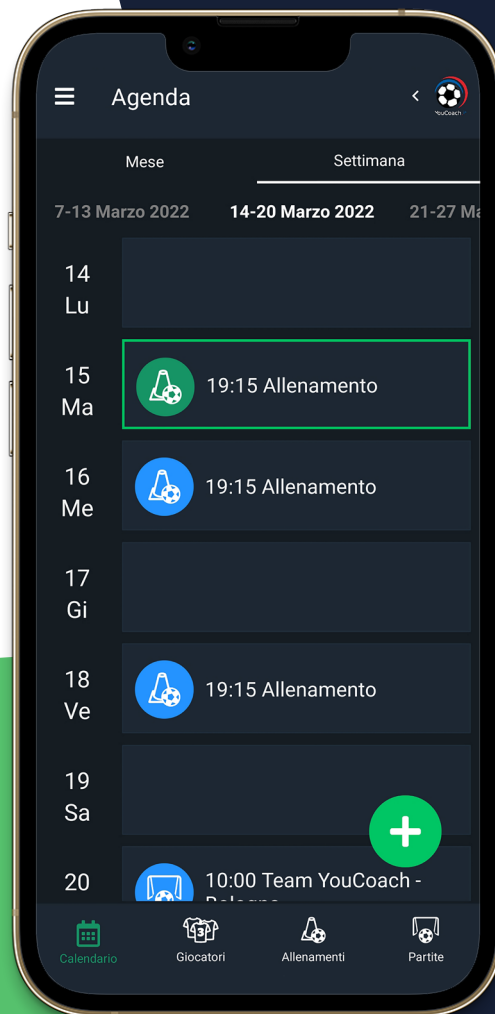 Agenda
YouCoach
Mese
Settimana
7-13 Marzo 2022
14-20 Marzo 2022
21-27 Ma
14
Lu
15
Ma
19:15 Allenamento
16
Me
19:15 Allenamento
17
Gi
18
Ve
19:15 Allenamento
19
Sa
20
10:00 Team YouCoach -
Bologna
3
Calendario
Giocatori
Allenamenti
Partite